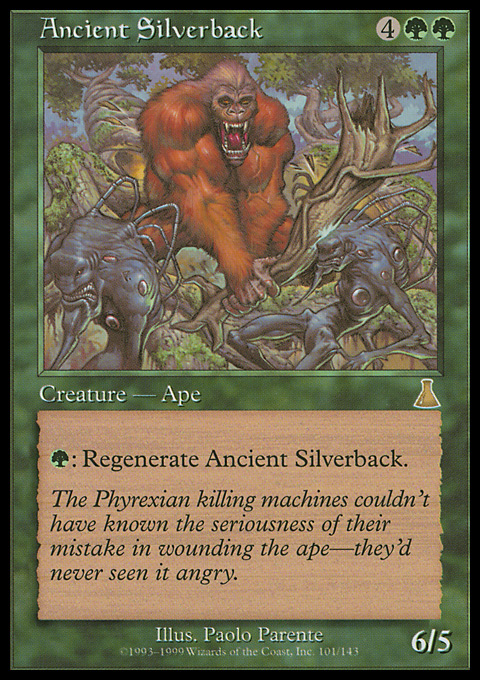 Ancient Silverback 4
Creature — Ape
: Regenerate Ancient Silverback.
The Phyrexian killing machines couldn't
have known the seriousness of their
mistake in wounding the ape—they'd
never seen it angry.
Illus. Paolo Parente
©1993–1999 Wizards of the Coast, Inc. 101/143
6/5